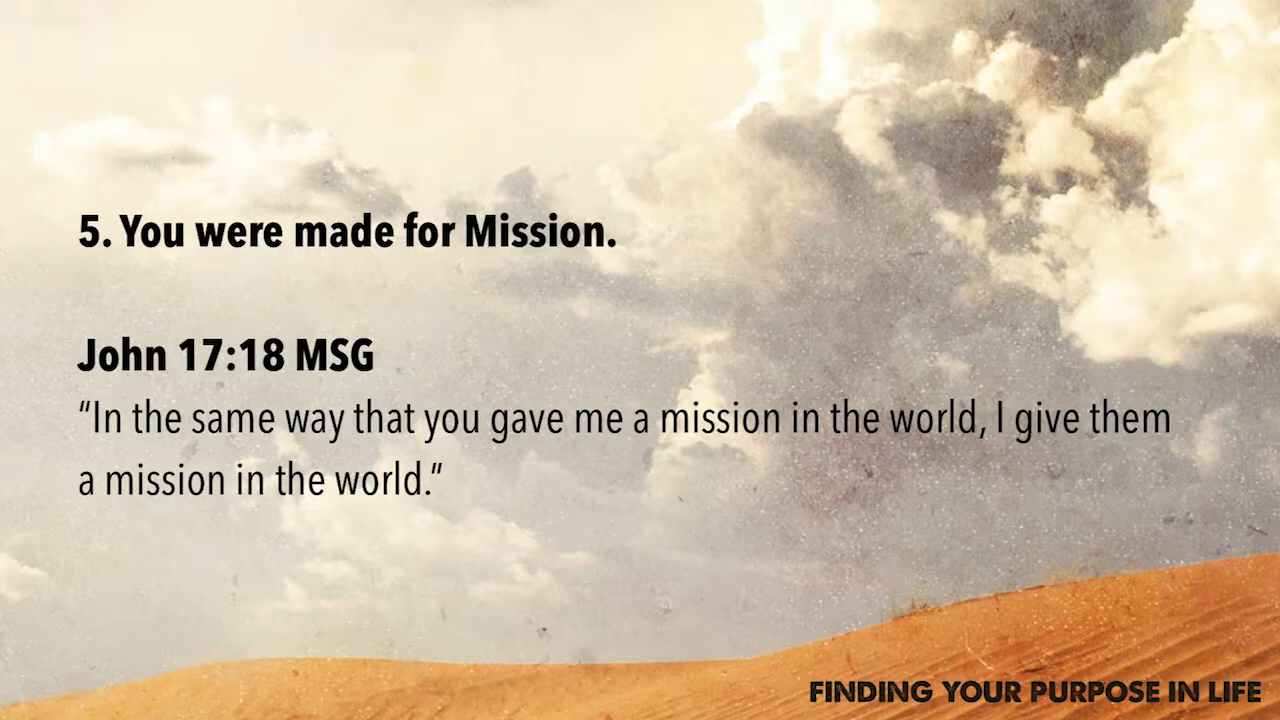 5. You were made for Mission.
John 17:18 MSG
“In the same way that you gave me a mission in the world, I give them
a mission in the world.”
FINDING YOUR PURPOSE IN LIFE